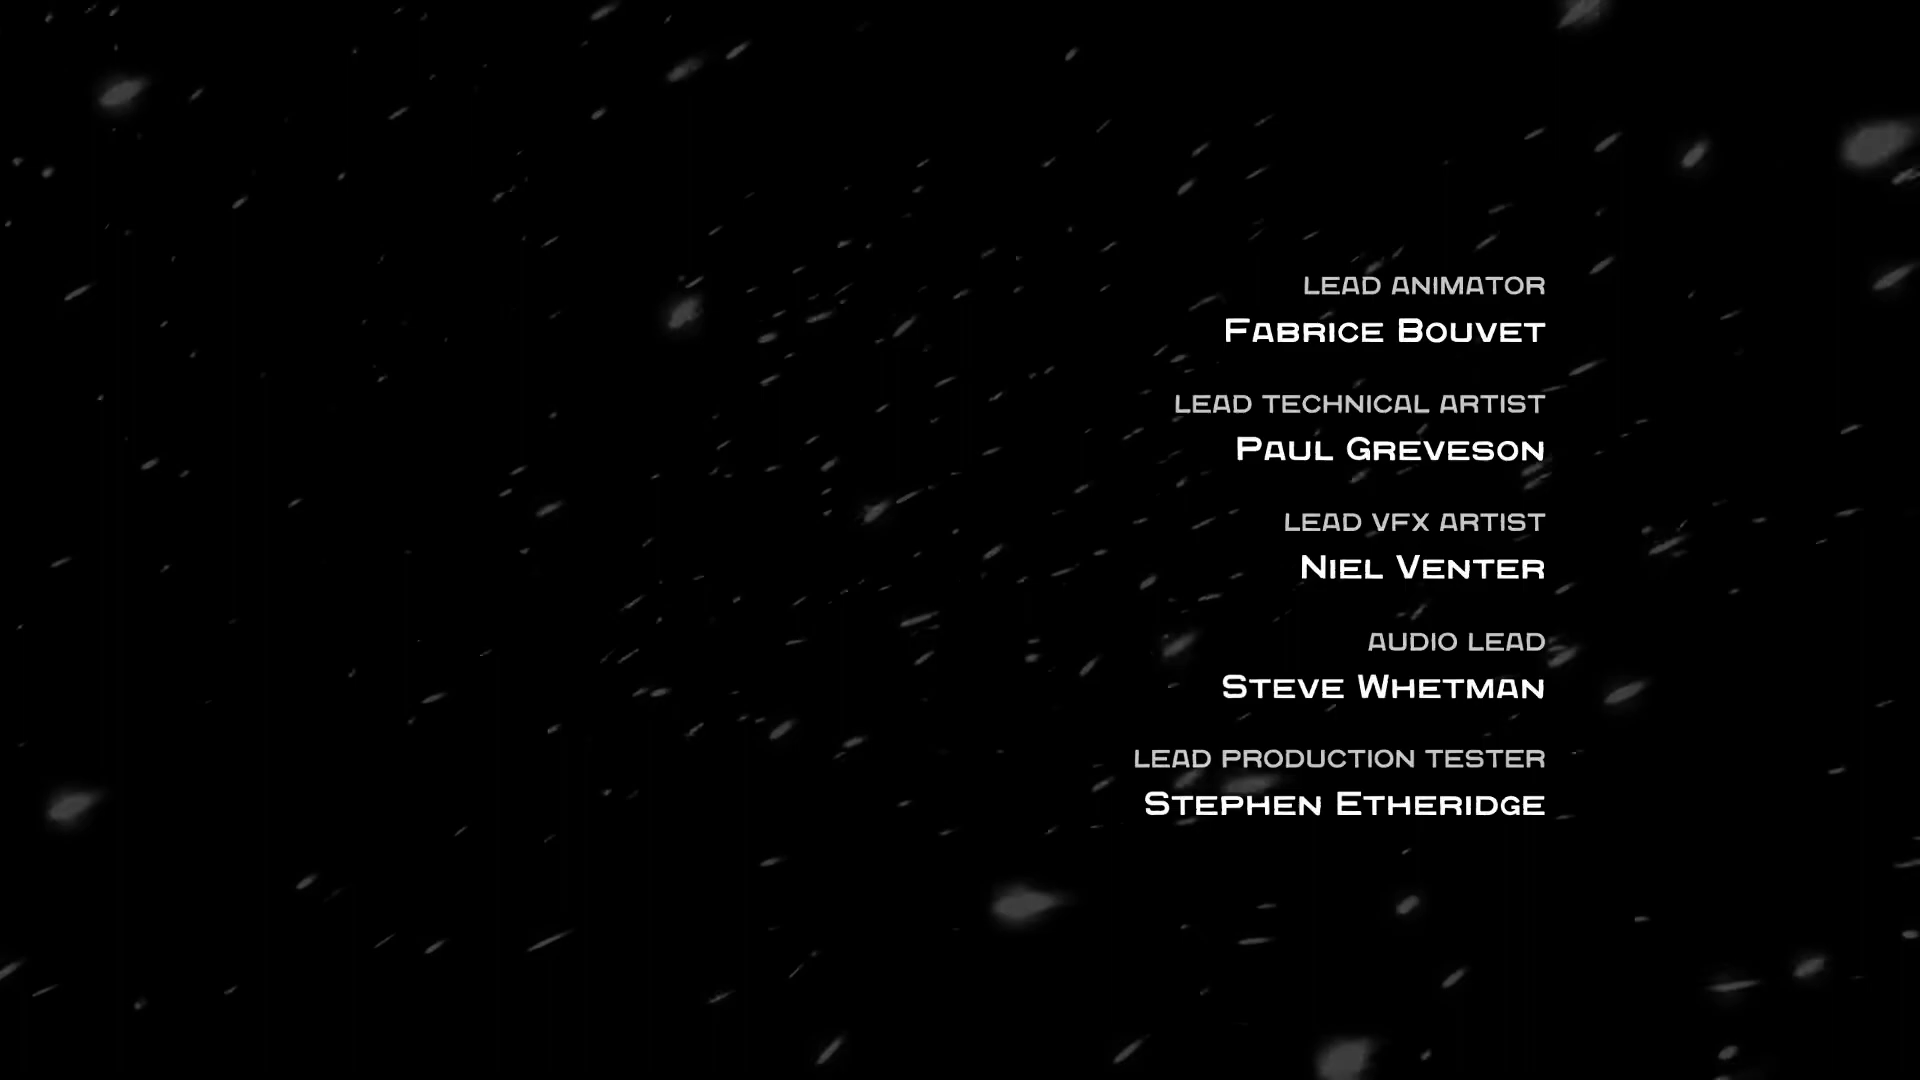 LEAD ANIMATOR
FABRICE BOUVET
LEAD TECHNICAL ARTIST
PAUL GREVESON
LEAD VFX ARTIST
NIEL VENTER
AUDIO LEAD
STEVE WHETMAN
LEAD PRODUCTION TESTER
STEPHEN ETHERIDGE